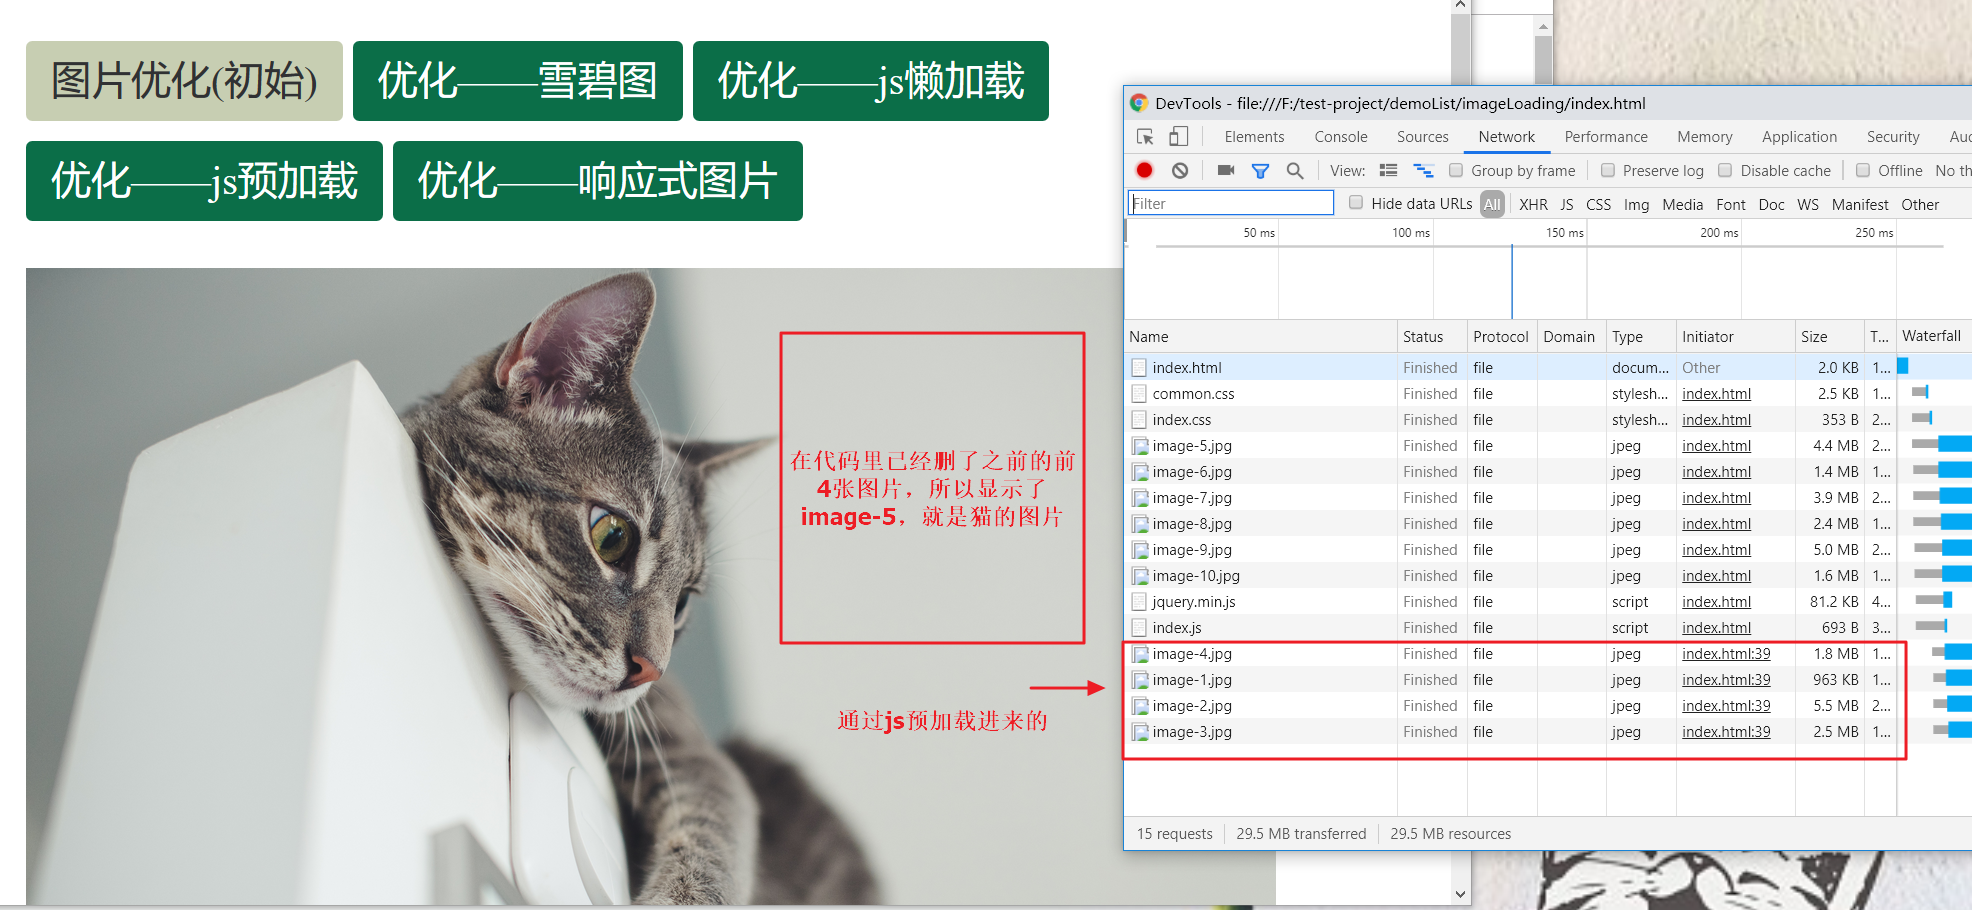 图片优化(初始) 优化——雪碧图 优化——js懒加载
优化——js预加载 优化——响应式图片
在代码里已经删了之前的前
4张图片，所以显示了
image-5，就是猫的图片
通过js预加载进来的
DevTools - file:///F:/test-project/demoList/imageLoading/index.html
Elements Console Sources Network Performance Memory Application Security Auc
View: Group by frame Preserve log Disable cache Offline No th
Filter Hide data URLs All XHR JS CSS Img Media Font Doc WS Manifest Other
50 ms 100 ms 150 ms 200 ms 250 ms
Name Status Protocol Domain Type Initiator Size T... Waterfall
index.html Finished file docum... Other 2.0 KB 1...
common.css Finished file stylesh... index.html 2.5 KB 1...
index.css Finished file stylesh... index.html 353 B 2...
image-5.jpg Finished file jpeg index.html 4.4 MB 2...
image-6.jpg Finished file jpeg index.html 1.4 MB 1...
image-7.jpg Finished file jpeg index.html 3.9 MB 2...
image-8.jpg Finished file jpeg index.html 2.4 MB 1...
image-9.jpg Finished file jpeg index.html 5.0 MB 2...
image-10.jpg Finished file jpeg index.html 1.6 MB 1...
jquery.min.js Finished file script index.html 81.2 KB 4...
index.js Finished file script index.html 693 B 3...
image-4.jpg Finished file jpeg index.html:39 1.8 MB 1...
image-1.jpg Finished file jpeg index.html:39 963 KB 1...
image-2.jpg Finished file jpeg index.html:39 5.5 MB 2...
image-3.jpg Finished file jpeg index.html:39 2.5 MB 1...
15 requests 29.5 MB transferred 29.5 MB resources